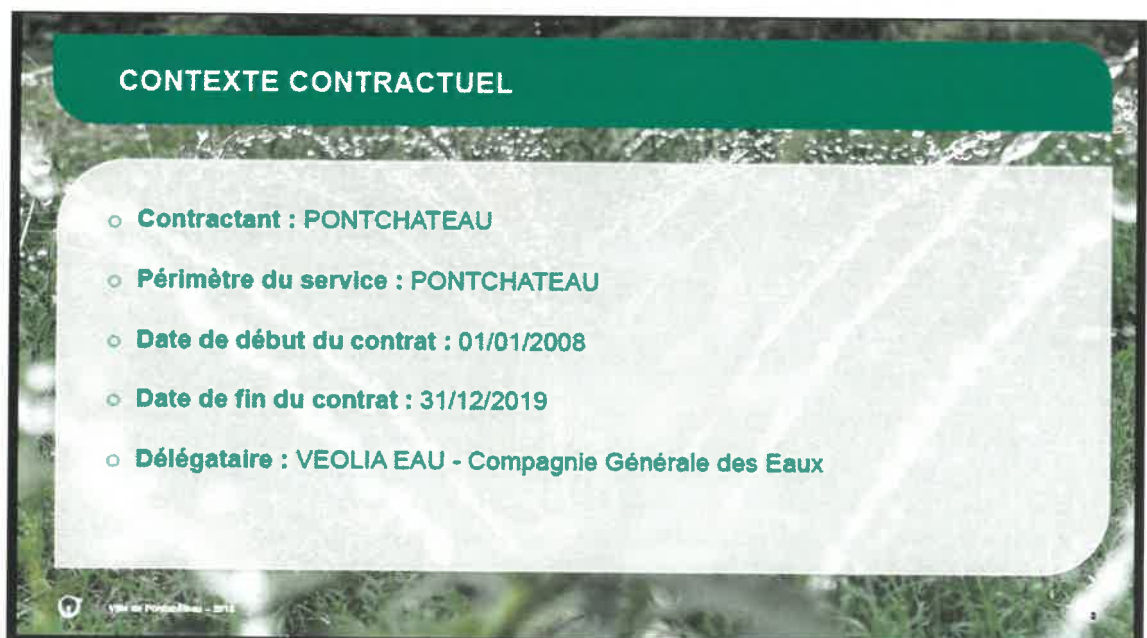 CONTEXTE CONTRACTUEL
○ Contractant : PONTCHATEAU
○ Périmètre du service : PONTCHATEAU
○ Date de début du contrat : 01/01/2008
○ Date de fin du contrat : 31/12/2019
○ Délégataire : VEOLIA EAU - Compagnie Générale des Eaux